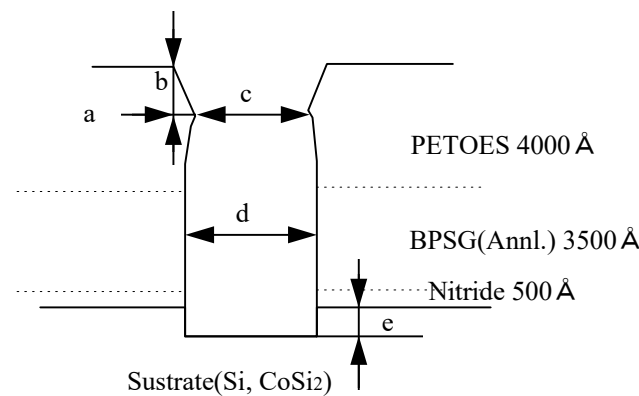 b
c
a
PETOES 4000 Å
d
BPSG(Annl.) 3500 Å
Nitride 500 Å
e
Sustrate(Si, CoSi2)